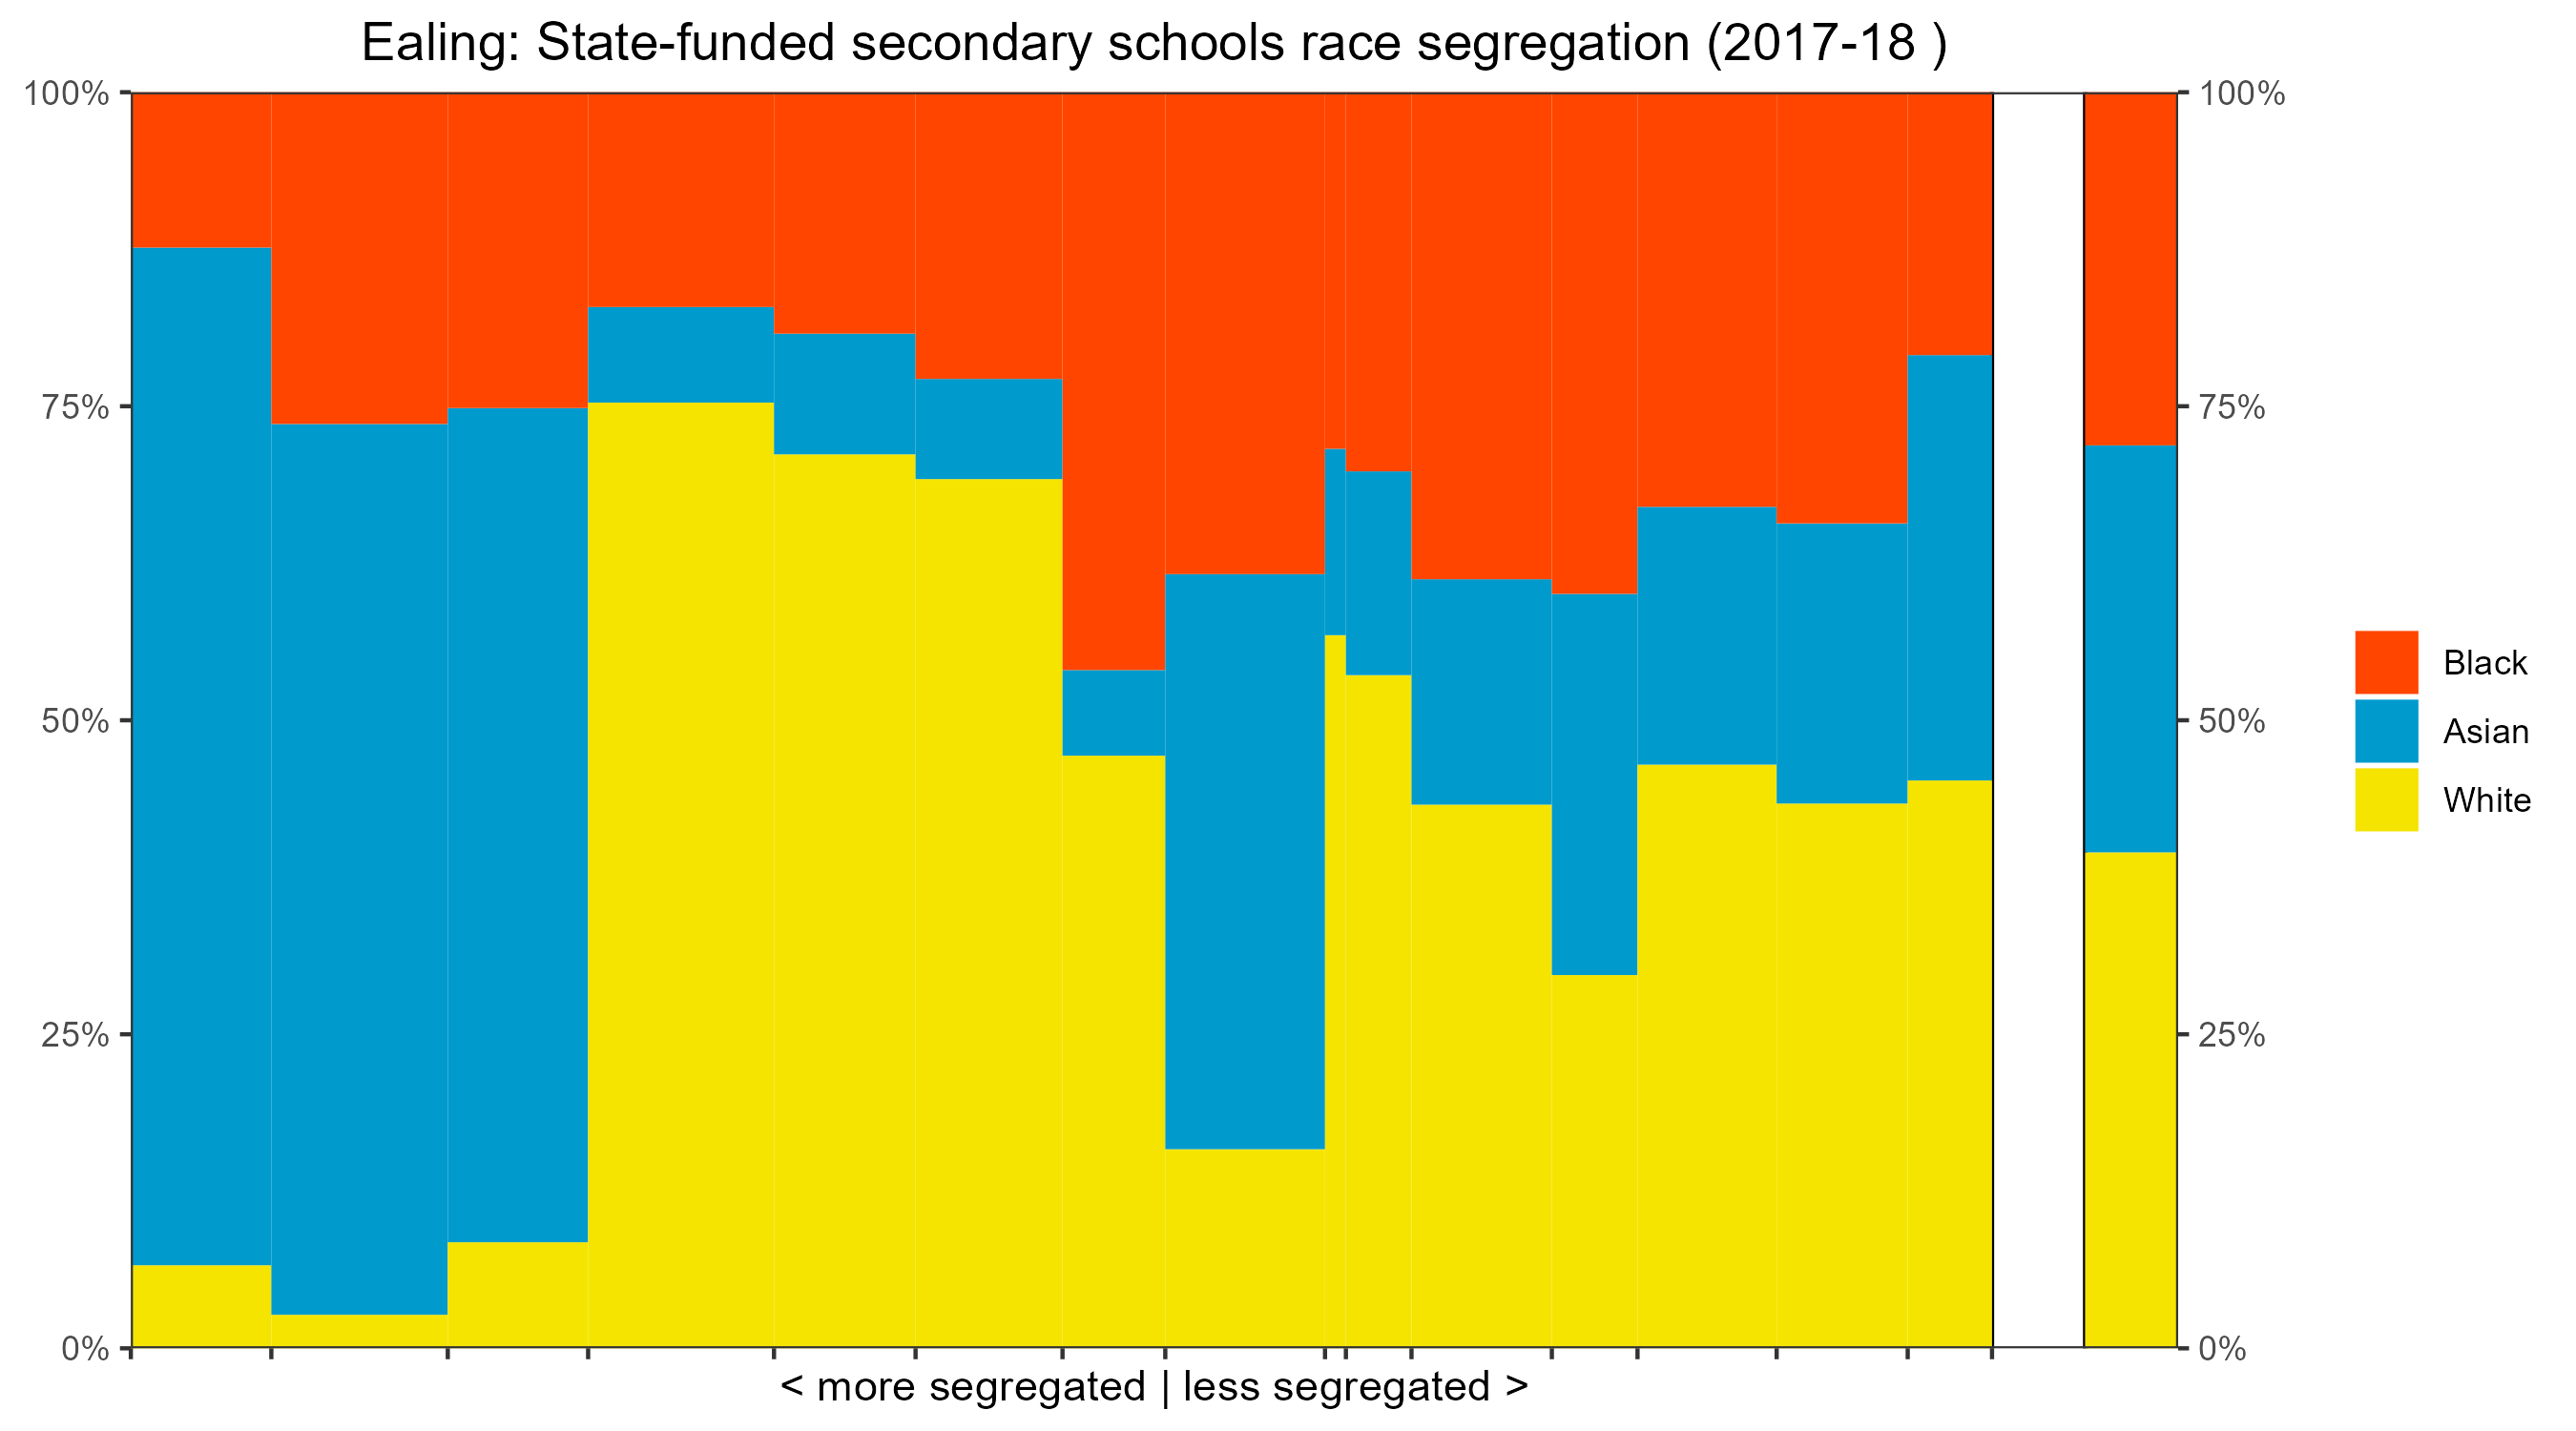 Ealing: State-funded secondary schools race segregation (2017-18 )
100%
75%
50%
25%
0%
100%
75%
50%
25%
0%
Black
Asian
White
< more segregated | less segregated >